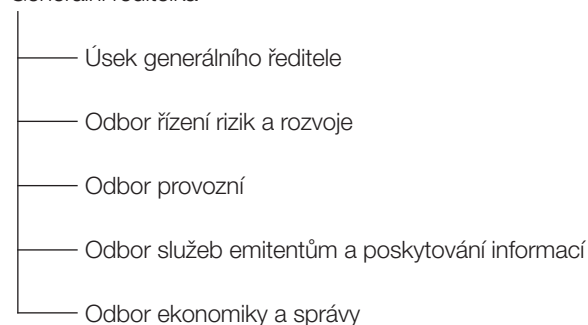 Úsek generálního ředitele
Odbor řízení rizik a rozvoje
Odbor provozní
Odbor služeb emitentům a poskytování informací
Odbor ekonomiky a správy